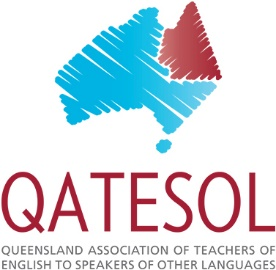 QATESOL
QUEENSLAND ASSOCIATION OF TEACHERS OF
ENGLISH TO SPEAKERS OF OTHER LANGUAGES